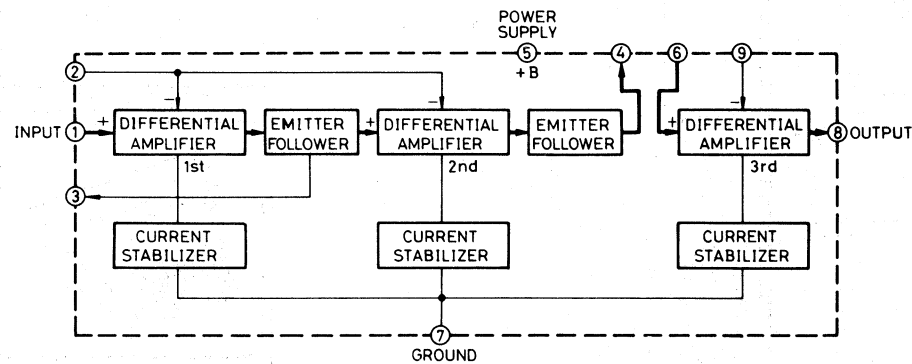 POWER
SUPPLY
5
4
6
9
+ B
2
−
−
−
INPUT
1
+
DIFFERENTIAL
AMPLIFIER
EMITTER
FOLLOWER
+
DIFFERENTIAL
AMPLIFIER
EMITTER
FOLLOWER
+
DIFFERENTIAL
AMPLIFIER
8
OUTPUT
1st
2nd
3rd
3
CURRENT
STABILIZER
CURRENT
STABILIZER
CURRENT
STABILIZER
7
GROUND